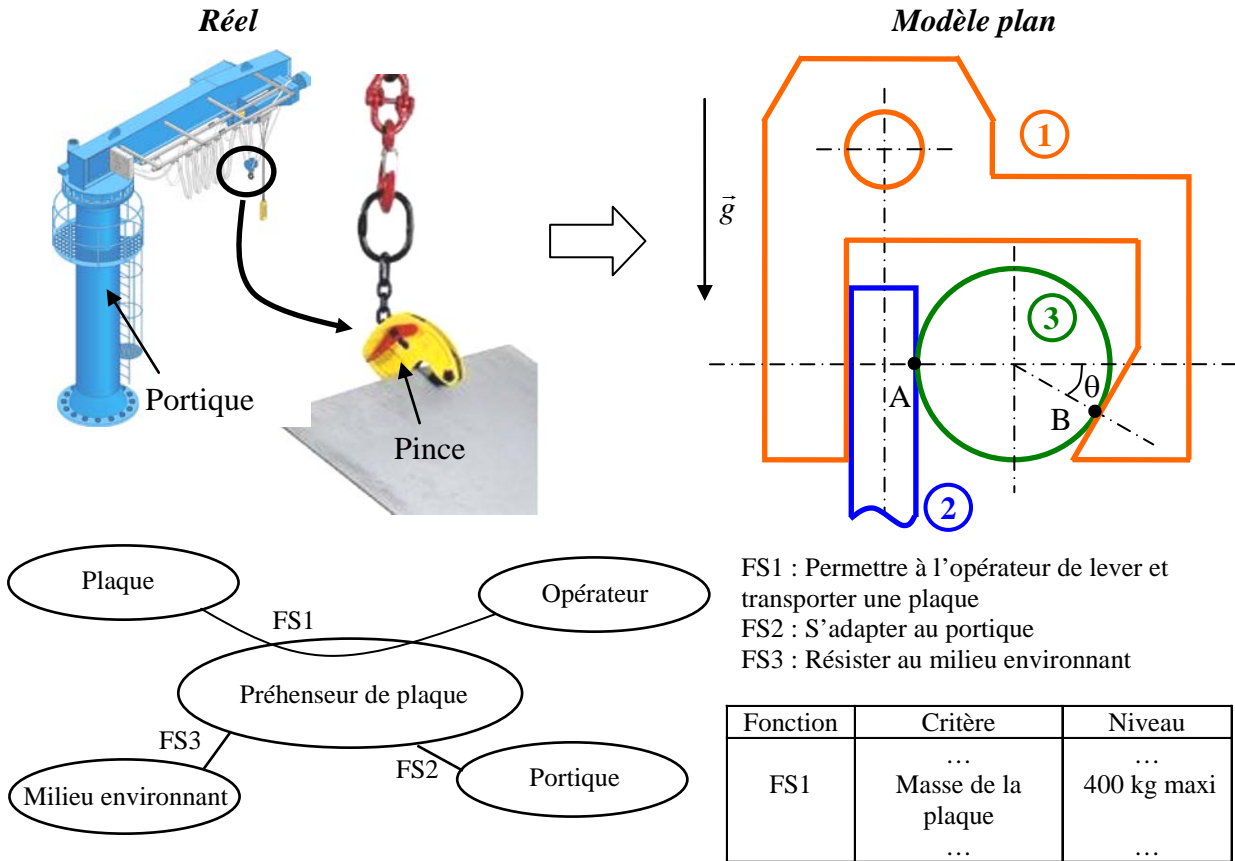 Réel
Modèle plan
Portique
Pince
g
1
2
3
A
B
θ
Plaque
Opérateur
FS1
Préhenseur de plaque
FS3
FS2
Milieu environnant
Portique
FS1 : Permettre à l’opérateur de lever et
transporter une plaque
FS2 : S’adapter au portique
FS3 : Résister au milieu environnant
Fonction Critère Niveau
… …
FS1 Masse de la 400 kg maxi
plaque
… …